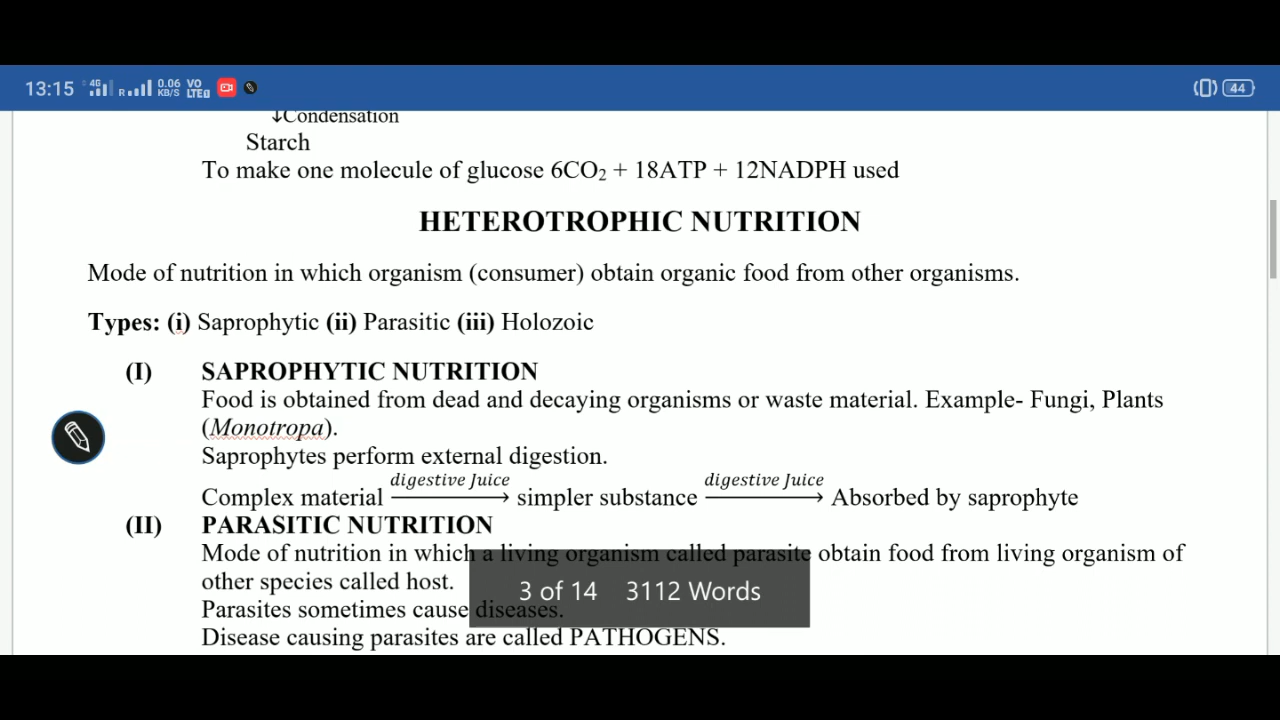 13:15 4G R 0.06 KB/S VO LTE 44
↓Condensation
Starch
To make one molecule of glucose 6CO₂ + 18ATP + 12NADPH used
HETEROTROPHIC NUTRITION
Mode of nutrition in which organism (consumer) obtain organic food from other organisms.
Types: (i) Saprophytic (ii) Parasitic (iii) Holozoic
(I) SAPROPHYTIC NUTRITION
Food is obtained from dead and decaying organisms or waste material. Example- Fungi, Plants
(Monotropa).
Saprophytes perform external digestion.
digestive Juice digestive Juice
Complex material ⟶ simpler substance ⟶ Absorbed by saprophyte
(II) PARASITIC NUTRITION
Mode of nutrition in which a living organism called parasite obtain food from living organism of
other species called host.
3 of 14 3112 Words
Parasites sometimes cause diseases.
Disease causing parasites are called PATHOGENS.